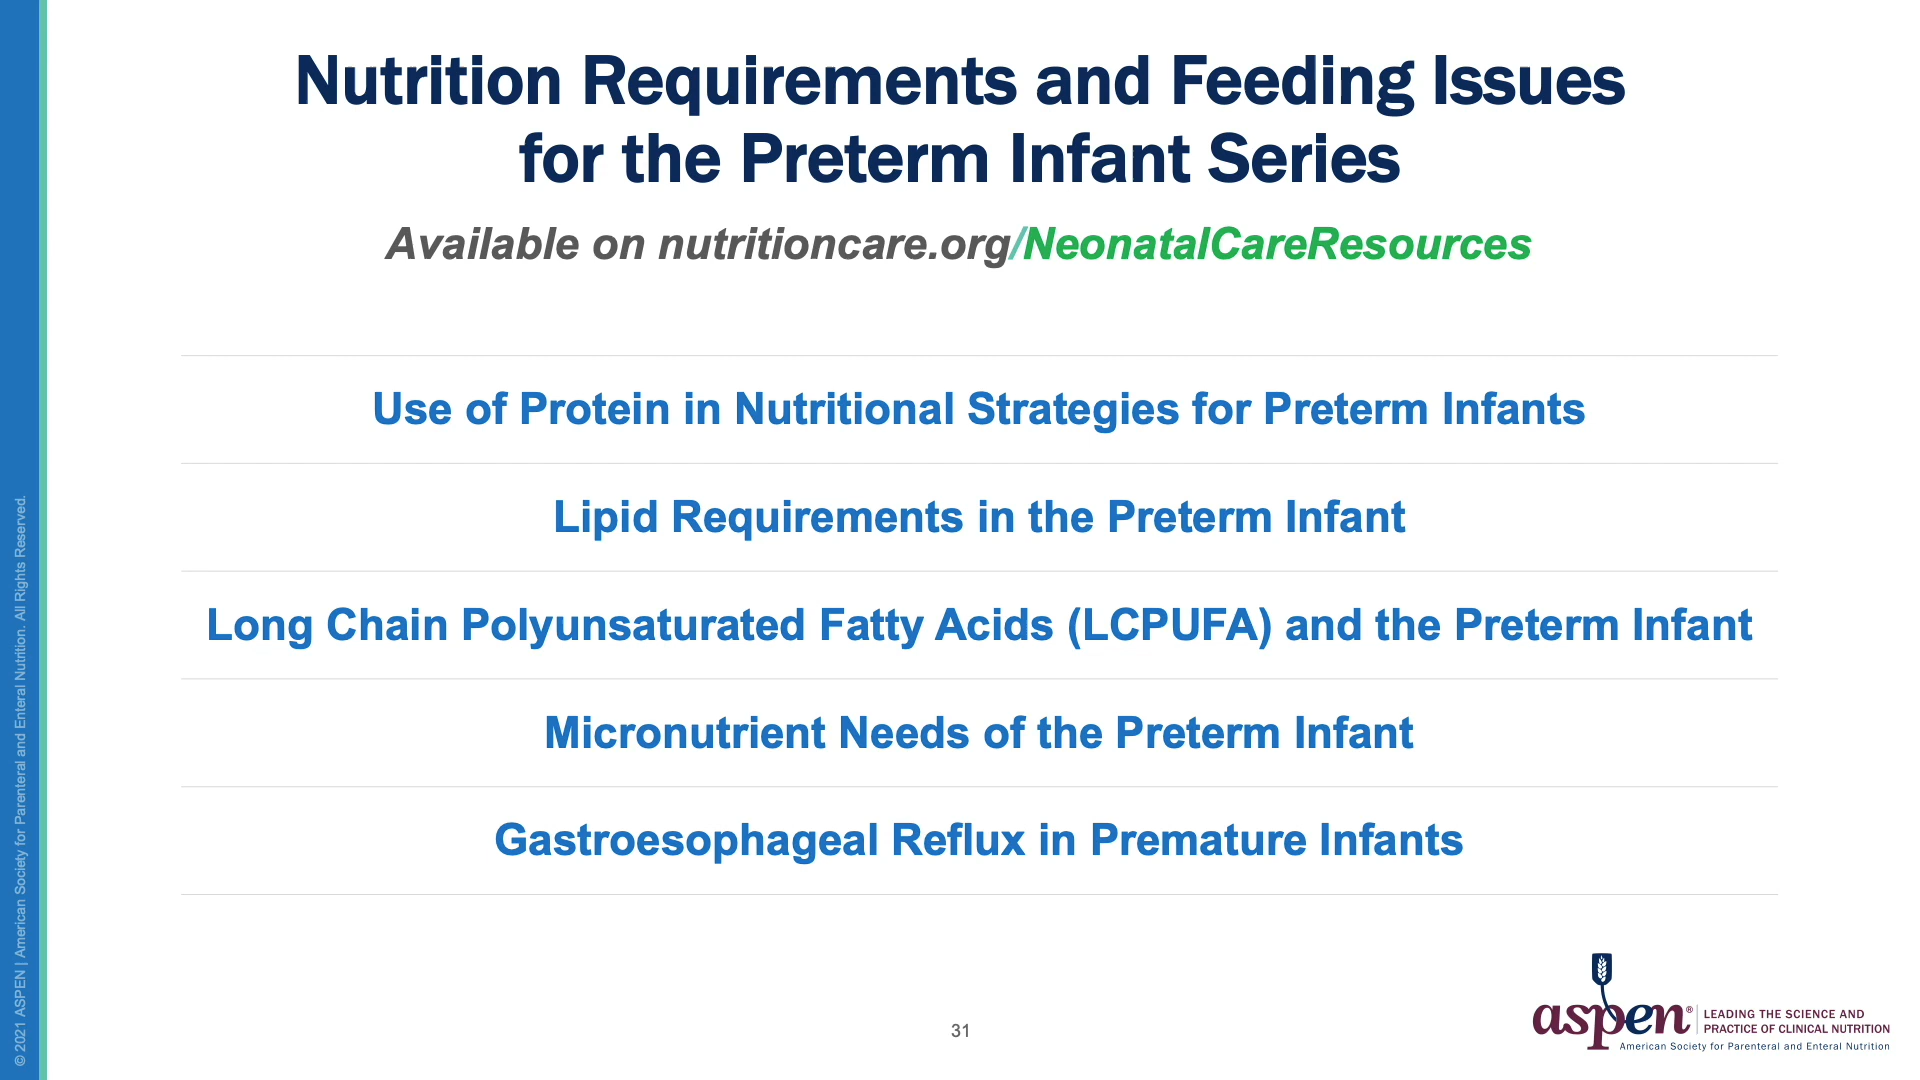 Nutrition Requirements and Feeding Issues
for the Preterm Infant Series
Available on nutritioncare.org/NeonatalCareResources
Use of Protein in Nutritional Strategies for Preterm Infants
Lipid Requirements in the Preterm Infant
Long Chain Polyunsaturated Fatty Acids (LCPUFA) and the Preterm Infant
Micronutrient Needs of the Preterm Infant
Gastroesophageal Reflux in Premature Infants
© 2021 ASPEN | American Society for Parenteral and Enteral Nutrition. All Rights Reserved.
31
aspen®
LEADING THE SCIENCE AND
PRACTICE OF CLINICAL NUTRITION
American Society for Parenteral and Enteral Nutrition